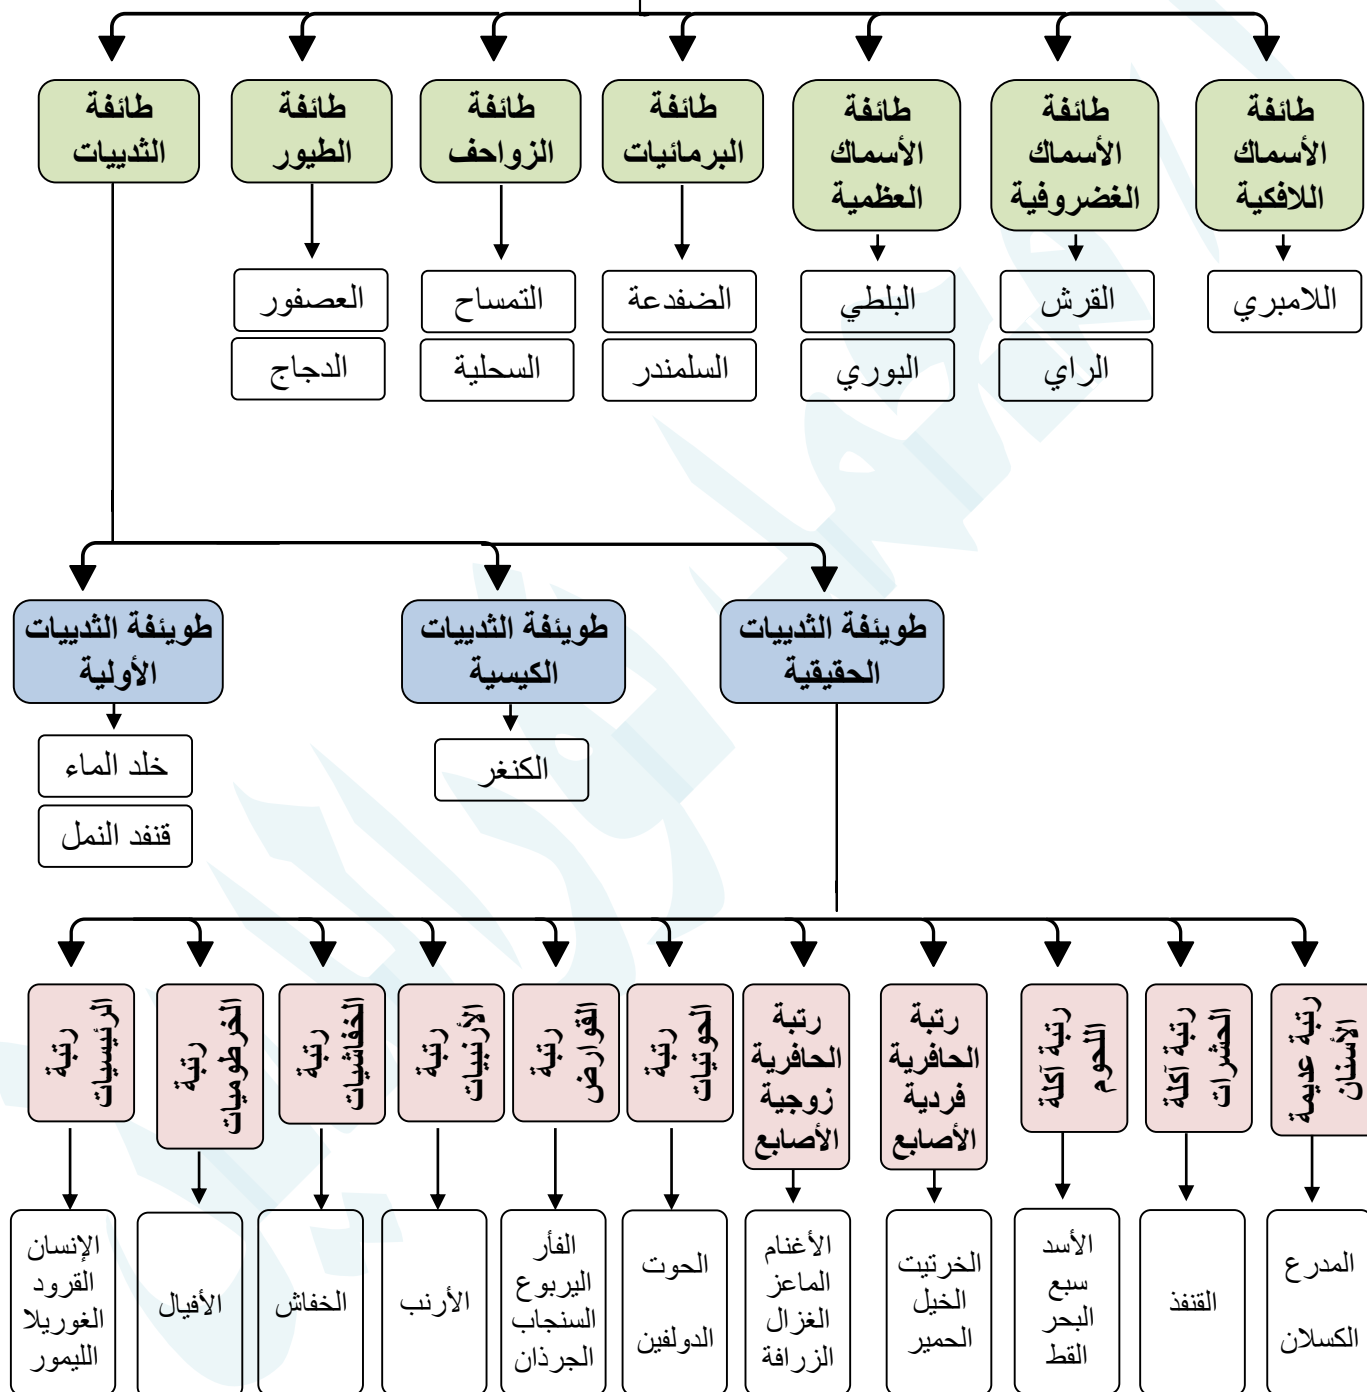 طائفة
الأسماك
اللافكية
طائفة
الأسماك
الغضروفية
طائفة
الأسماك
العظمية
طائفة
البرمائيات
طائفة
الزواحف
طائفة
الطيور
طائفة
الثدييات
اللامبري
القرش
الراي
البلطي
البوري
الضفدعة
السلمندر
التمساح
السحلية
العصفور
الدجاج
طويئفة الثدييات
الحقيقية
طويئفة الثدييات
الكيسية
طويئفة الثدييات
الأولية
الكنغر
خلد الماء
قنفد النمل
رتبة عديمة
الأسنان
رتبة آكلة
الحشرات
رتبة آكلة
اللحوم
رتبة
الحافرية
فردية
الأصابع
رتبة
الحافرية
زوجية
الأصابع
رتبة
الحوتيات
رتبة
القوارض
رتبة
الأرنبيات
رتبة
الخفاشيات
رتبة
الخرطوميات
رتبة
الرئيسيات
المدرع
الكسلان
القنفذ
الأسد
سبع
البحر
القط
الخرتيت
الخيل
الحمير
الأغنام
الماعز
الغزال
الزرافة
الحوت
الدولفين
الفأر
اليربوع
السنجاب
الجرذان
الأرنب
الخفاش
الأفيال
الإنسان
القرود
الغوريلا
الليمور